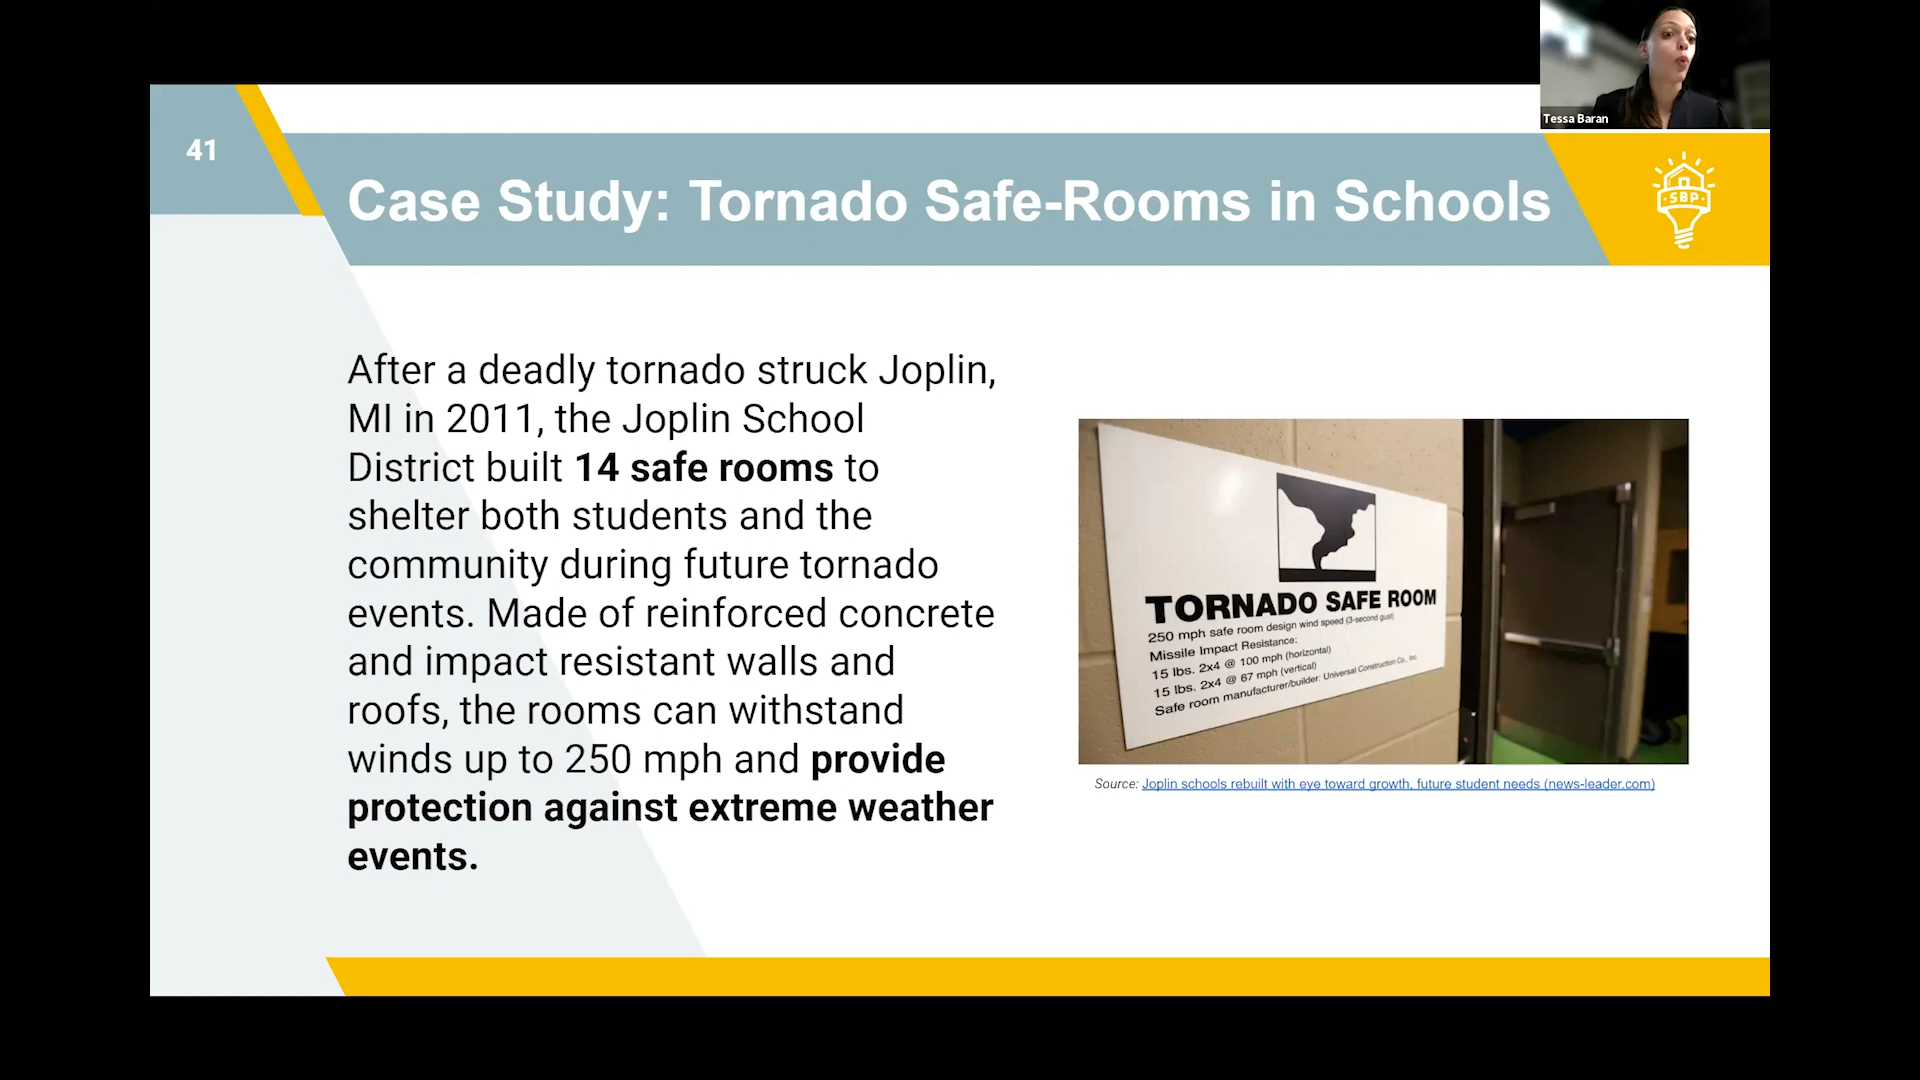 Tessa Baran
41
Case Study: Tornado Safe-Rooms in Schools
SBP
After a deadly tornado struck Joplin,
MI in 2011, the Joplin School
District built 14 safe rooms to
shelter both students and the
community during future tornado
events. Made of reinforced concrete
and impact resistant walls and
roofs, the rooms can withstand
winds up to 250 mph and provide
protection against extreme weather
events.
TORNADO SAFE ROOM
250 mph safe room design wind speed (3-second gust)
Missile Impact Resistance:
15 lbs. 2x4 @ 100 mph (horizontal)
15 lbs. 2x4 @ 67 mph (vertical)
Safe room manufacturer/builder: Universal Construction Co., Inc.
Source: Joplin schools rebuilt with eye toward growth, future student needs (news-leader.com)